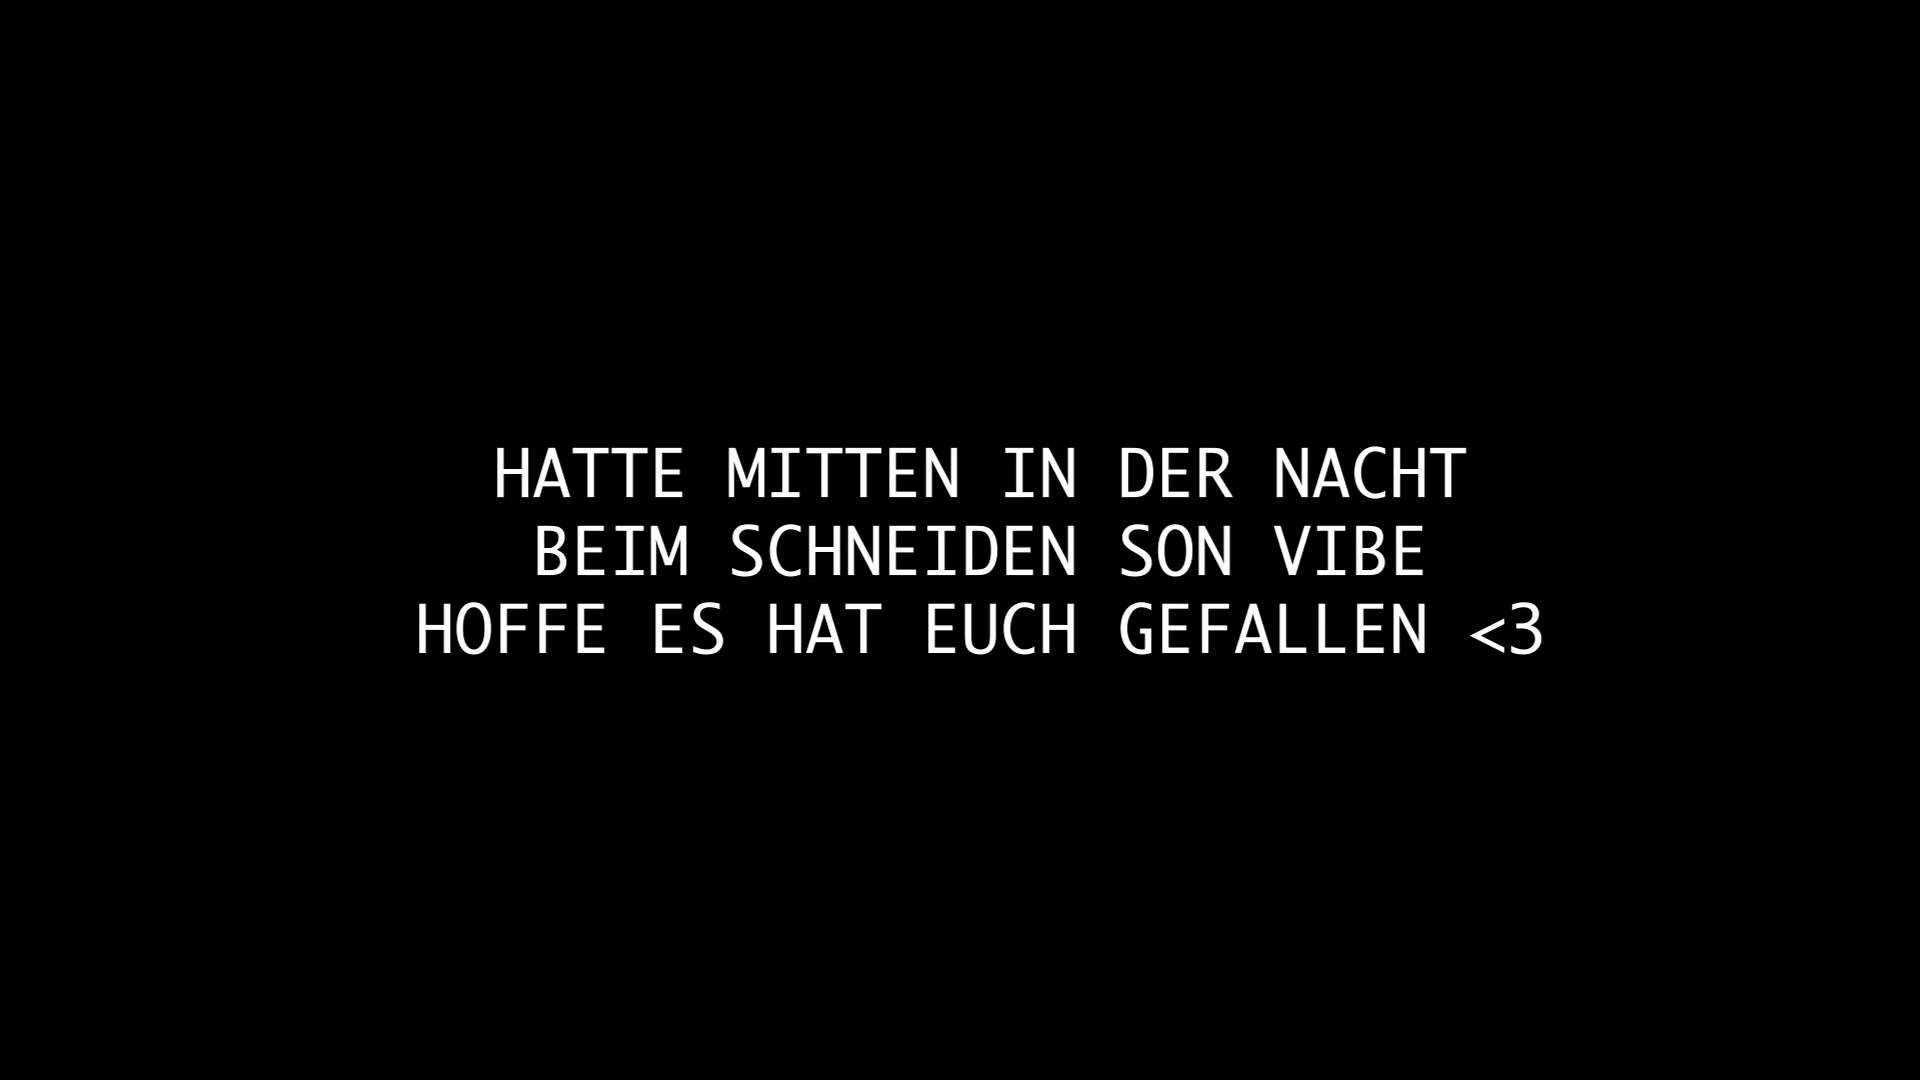 HATTE MITTEN IN DER NACHT
BEIM SCHNEIDEN SON VIBE
HOFFE ES HAT EUCH GEFALLEN <3